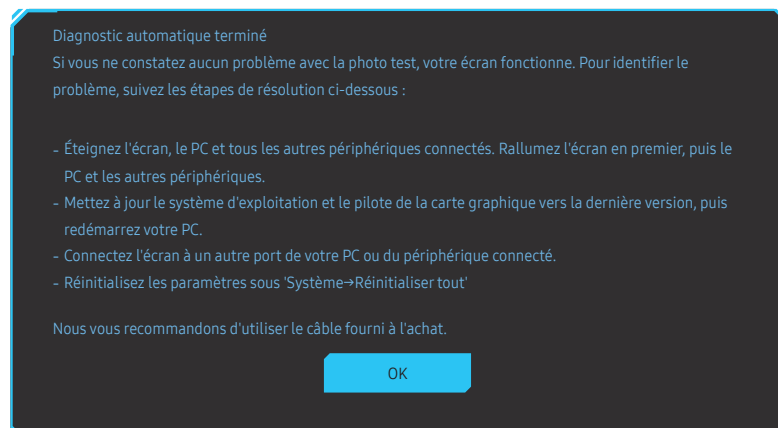 Diagnostic automatique terminé
Si vous ne constatez aucun problème avec la photo test, votre écran fonctionne. Pour identifier le
problème, suivez les étapes de résolution ci-dessous :
- Éteignez l'écran, le PC et tous les autres périphériques connectés. Rallumez l'écran en premier, puis le
PC et les autres périphériques.
- Mettez à jour le système d'exploitation et le pilote de la carte graphique vers la dernière version, puis
redémarrez votre PC.
- Connectez l'écran à un autre port de votre PC ou du périphérique connecté.
- Réinitialisez les paramètres sous 'Système→Réinitialiser tout'
Nous vous recommandons d'utiliser le câble fourni à l'achat.
OK